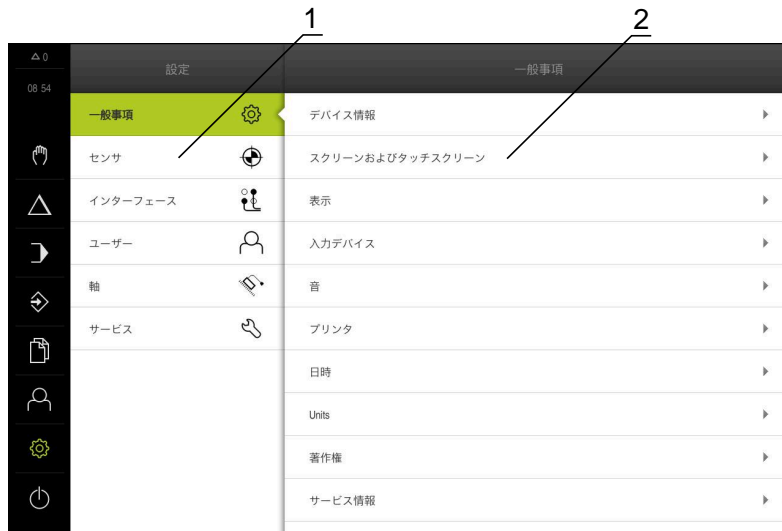 1
2
△ 0
08 54
設定
一般事項
センサ
インターフェース
ユーザー
軸
サービス
一般事項
デバイス情報
スクリーンおよびタッチスクリーン
表示
入力デバイス
音
プリンタ
日時
Units
著作権
サービス情報